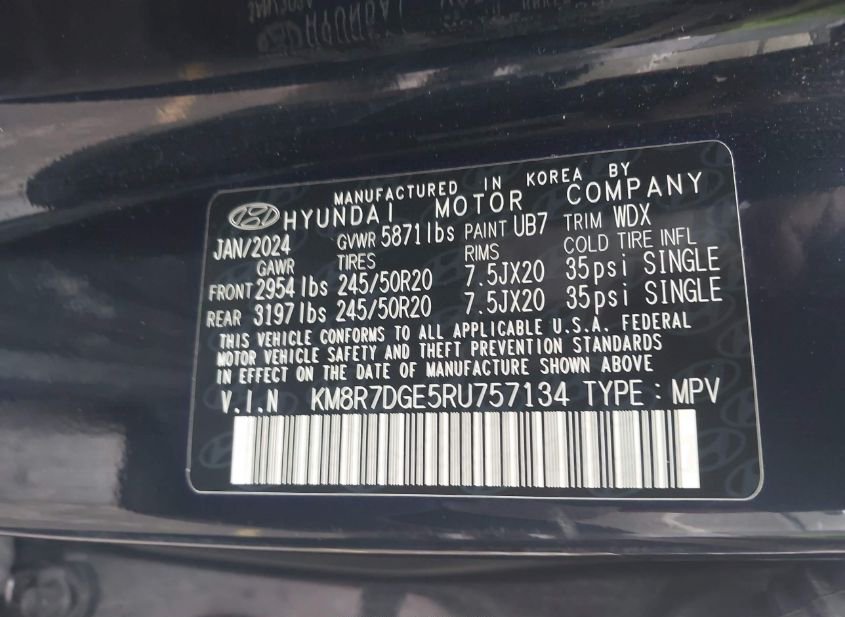 MANUFACTURED IN KOREA BY
HYUNDAI MOTOR COMPANY
JAN/2024 GVWR 5871lbs PAINT UB7 TRIM WDX
GAWR TIRES RIMS COLD TIRE INFL
FRONT 2954lbs 245/50R20 7.5JX20 35psi SINGLE
REAR 3197lbs 245/50R20 7.5JX20 35psi SINGLE
THIS VEHICLE CONFORMS TO ALL APPLICABLE U.S.A. FEDERAL
MOTOR VEHICLE SAFETY AND THEFT PREVENTION STANDARDS
IN EFFECT ON THE DATE OF MANUFACTURE SHOWN ABOVE
V.I.N KM8R7DGE5RU757134 TYPE : MPV